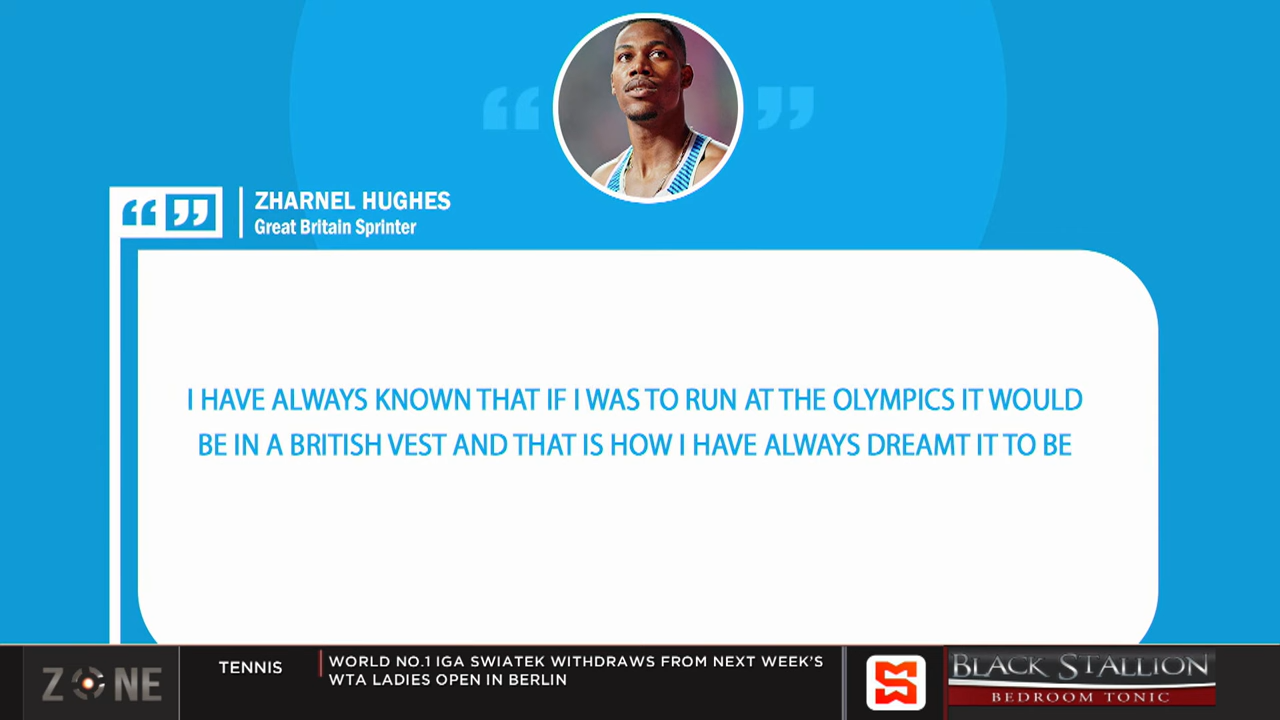 ZHARNEL HUGHES
Great Britain Sprinter
I HAVE ALWAYS KNOWN THAT IF I WAS TO RUN AT THE OLYMPICS IT WOULD
BE IN A BRITISH VEST AND THAT IS HOW I HAVE ALWAYS DREAMT IT TO BE
ZONE
TENNIS
WORLD NO.1 IGA SWIATEK WITHDRAWS FROM NEXT WEEK'S
WTA LADIES OPEN IN BERLIN
BLACK STALLION
BEDROOM TONIC